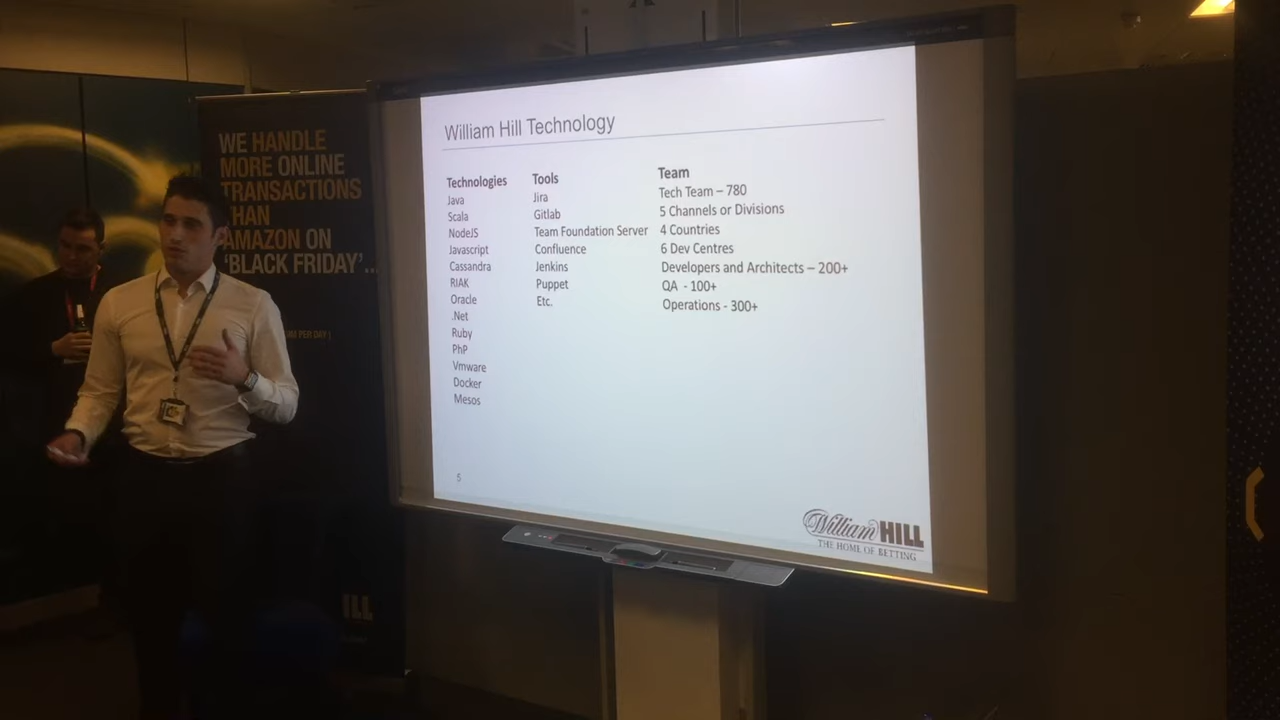 WE HANDLE
MORE ONLINE
TRANSACTIONS
THAN
AMAZON ON
'BLACK FRIDAY'...
PER DAY )
ILL
William Hill Technology
Technologies
Java
Scala
NodeJS
Javascript
Cassandra
RIAK
Oracle
.Net
Ruby
PhP
Vmware
Docker
Mesos
Tools
Jira
Gitlab
Team Foundation Server
Confluence
Jenkins
Puppet
Etc.
Team
Tech Team – 780
5 Channels or Divisions
4 Countries
6 Dev Centres
Developers and Architects – 200+
QA - 100+
Operations - 300+
5
William HILL
THE HOME OF BETTING